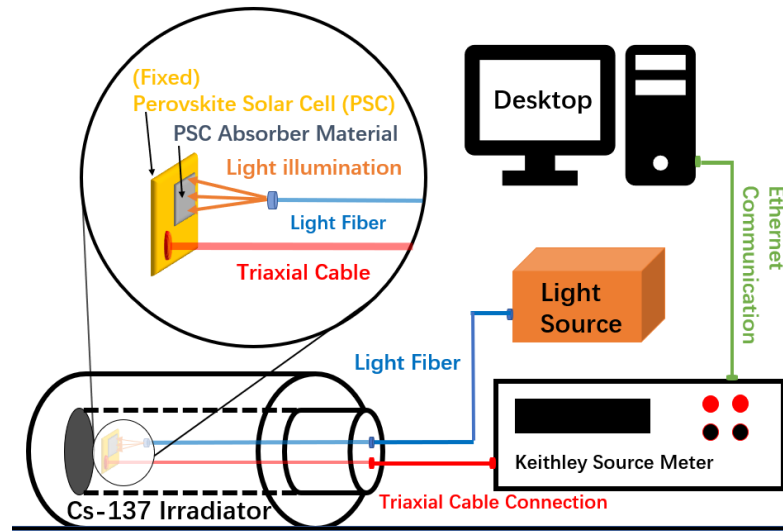 (Fixed)
Perovskite Solar Cell (PSC)
PSC Absorber Material
Light illumination
Light Fiber
Triaxial Cable
Desktop
Ethernet
Communication
Light
Source
Light Fiber
Keithley Source Meter
Triaxial Cable Connection
Cs-137 Irradiator